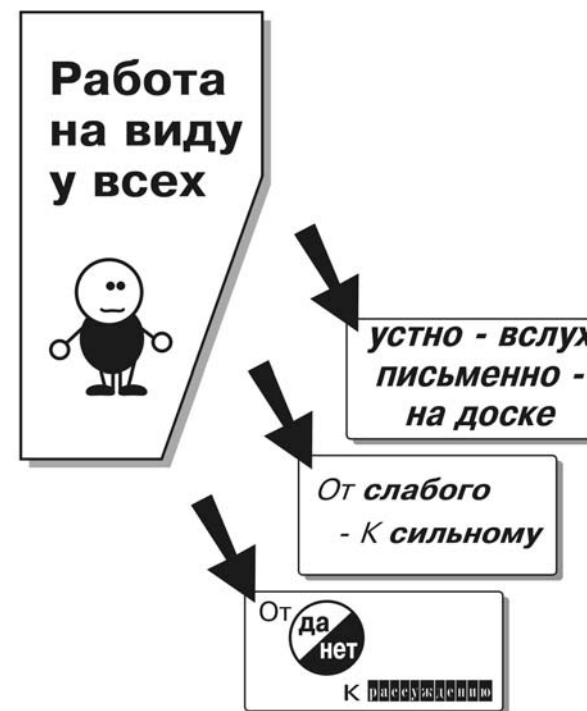 Работа
на виду
у всех
устно - вслух
письменно -
на доске
От слабого
- К сильному
От
да
нет
к рассуждению